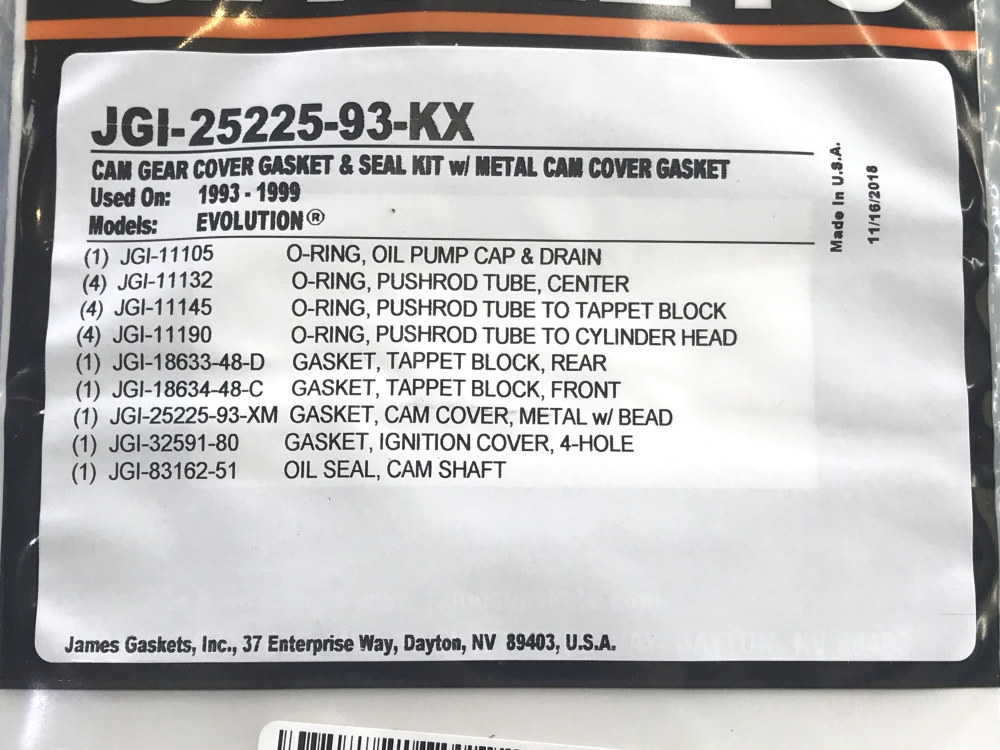 JGI-25225-93-KX
CAM GEAR COVER GASKET & SEAL KIT w/ METAL CAM COVER GASKET
Used On: 1993 - 1999
Models: EVOLUTION®
(1) JGI-11105 O-RING, OIL PUMP CAP & DRAIN
(4) JGI-11132 O-RING, PUSHROD TUBE, CENTER
(4) JGI-11145 O-RING, PUSHROD TUBE TO TAPPET BLOCK
(4) JGI-11190 O-RING, PUSHROD TUBE TO CYLINDER HEAD
(1) JGI-18633-48-D GASKET, TAPPET BLOCK, REAR
(1) JGI-18634-48-C GASKET, TAPPET BLOCK, FRONT
(1) JGI-25225-93-XM GASKET, CAM COVER, METAL w/ BEAD
(1) JGI-32591-80 GASKET, IGNITION COVER, 4-HOLE
(1) JGI-83162-51 OIL SEAL, CAM SHAFT
Made In U.S.A.
11/16/2018
James Gaskets, Inc., 37 Enterprise Way, Dayton, NV 89403, U.S.A.